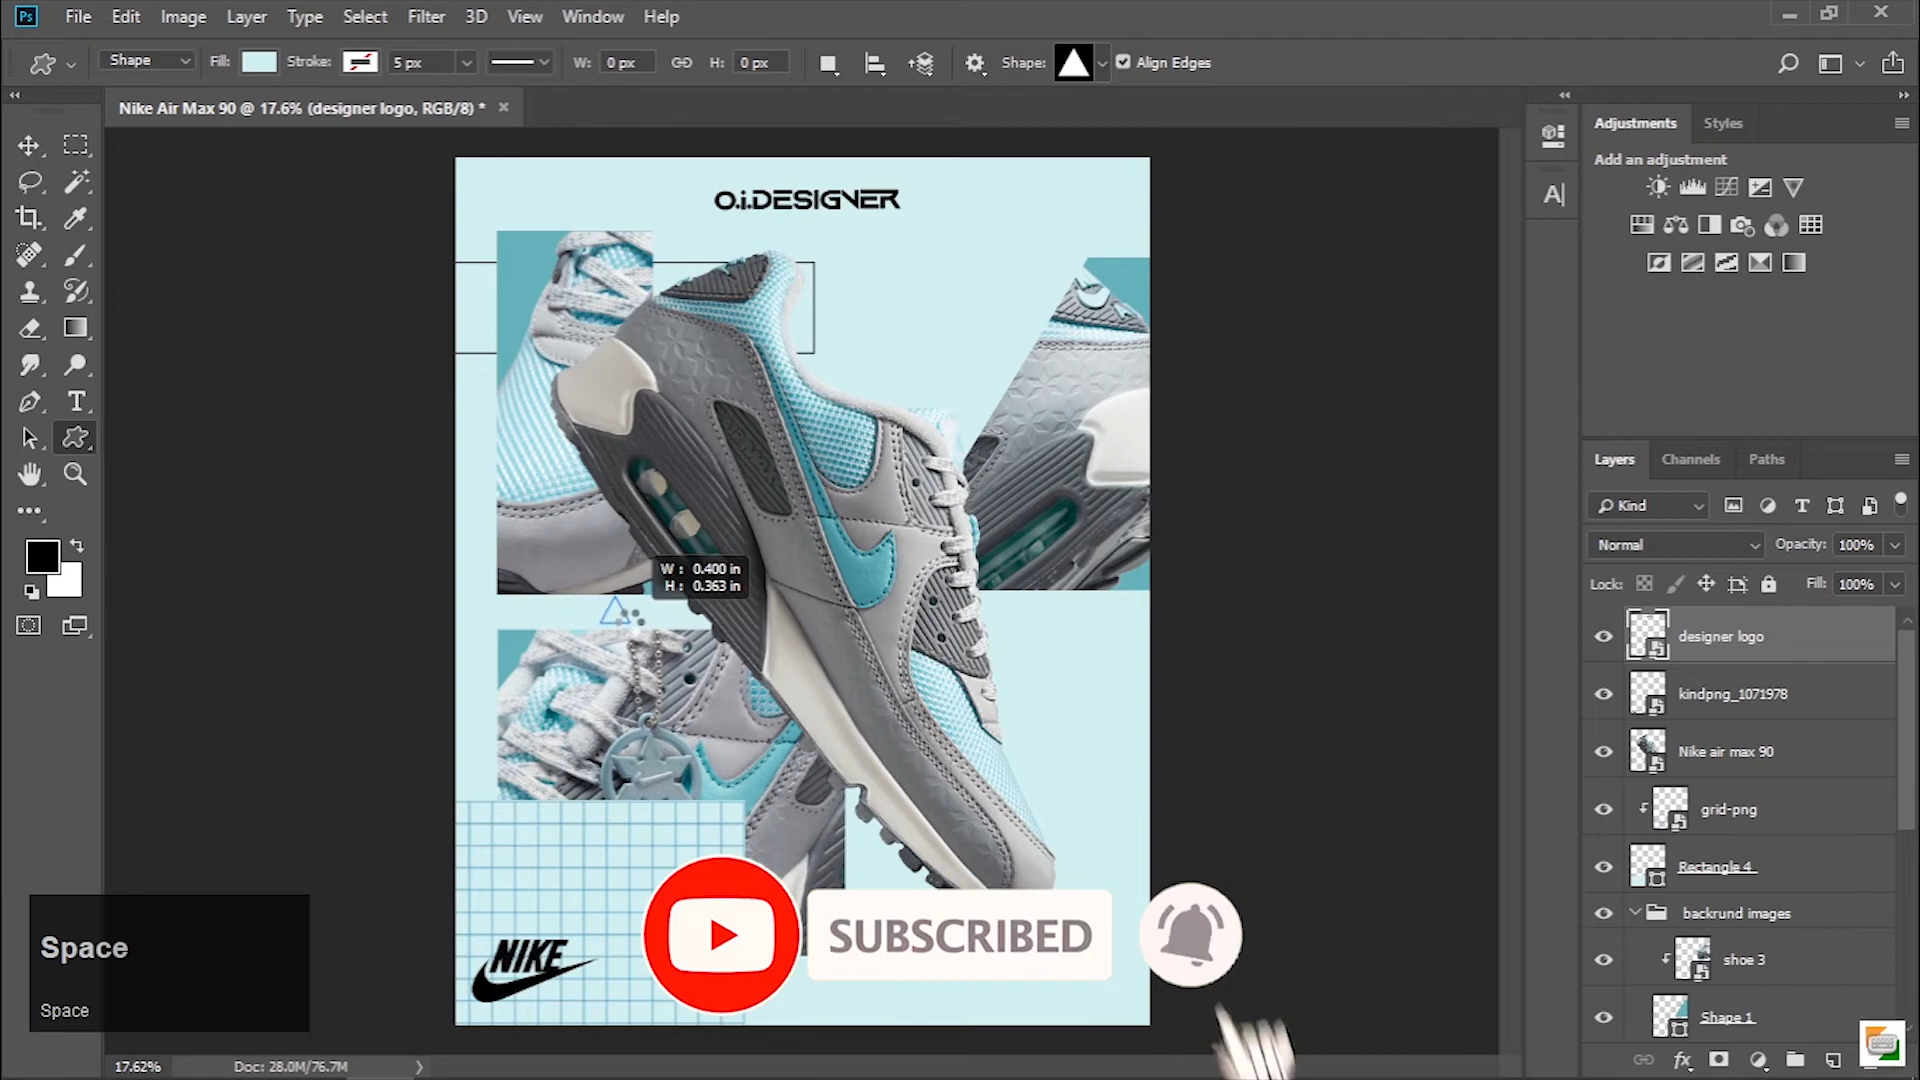 Ps File Edit Image Layer Type Select Filter 3D View Window Help
Shape Fill: Stroke: 5 px W: 0 px H: 0 px Shape: Align Edges
Nike Air Max 90 @ 17.6% (designer logo, RGB/8) *
Adjustments Styles
Add an adjustment
A|
O.i.DESIGNER
W : 0.400 in
H : 0.363 in
Layers Channels Paths
Kind
Normal Opacity: 100%
Lock: Fill: 100%
designer logo
kindpng_1071978
Nike air max 90
grid-png
Rectangle 4
backrund images
shoe 3
Shape 1
NIKE
SUBSCRIBED
Space
Space
17.62% Doc: 28.0M/76.7M
fx